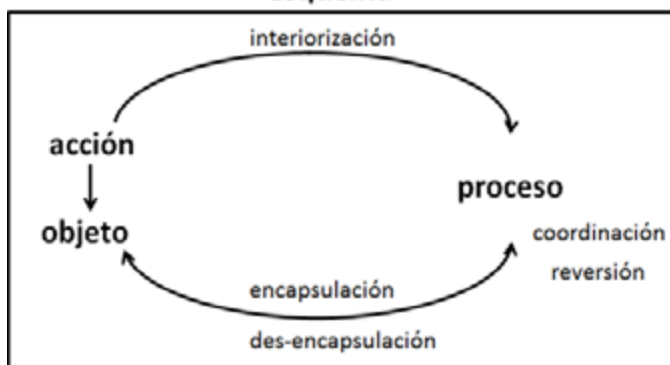 interiorización
acción
proceso
objeto
coordinación
reversión
encapsulación
des-encapsulación